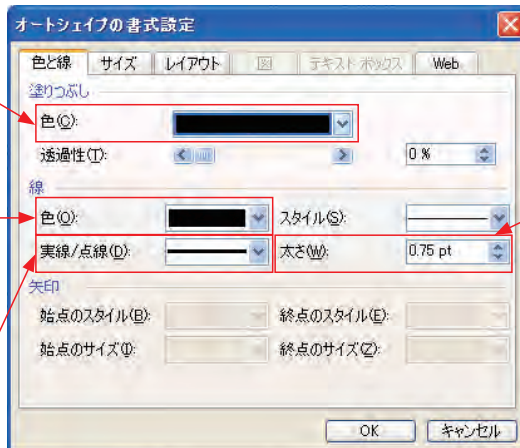 オートシェイプの書式設定
色と線 サイズ レイアウト 図 テキスト ボックス Web
塗りつぶし
色(C):
透過性(T): 0 %
線
色(O): スタイル(S):
実線/点線(D): 太さ(W): 0.75 pt
矢印
始点のスタイル(B): 終点のスタイル(E):
始点のサイズ(I): 終点のサイズ(Z):
OK キャンセル